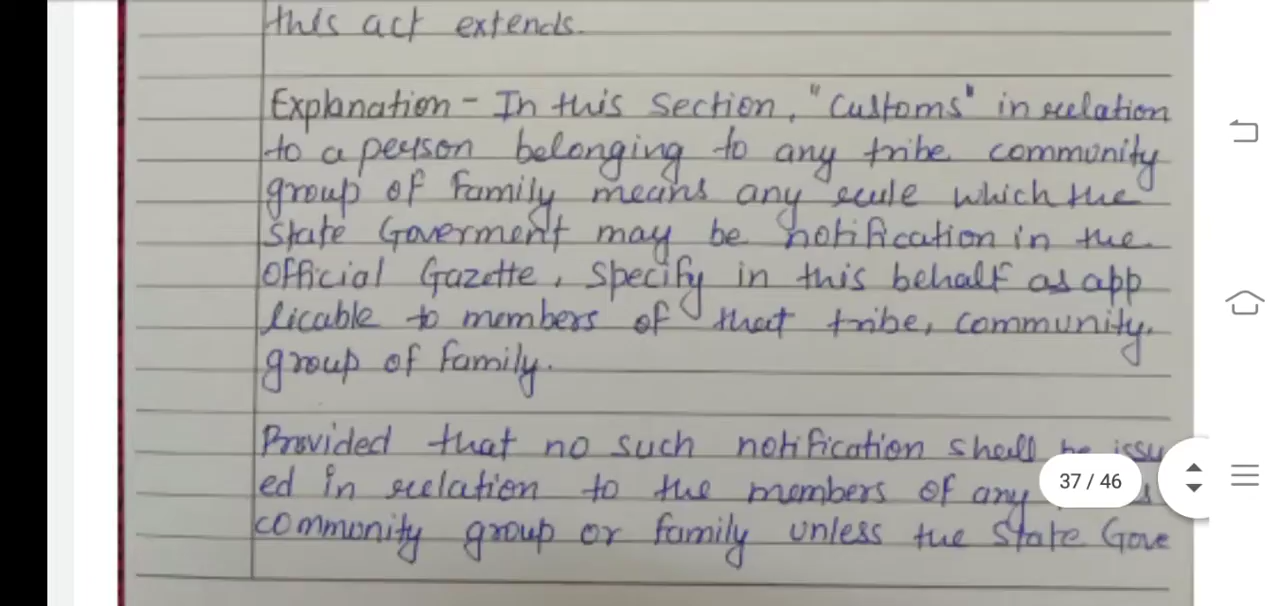 this act extends.
Explanation - In this Section, "Customs" in relation
to a person belonging to any tribe community
group of family means any rule which the
State Goverment may be notification in the
Official Gazette, Specify in this behalf as app
licable to members of that tribe, community.
group of family.
Provided that no such notification shall be issu
ed in relation to the members of any
community group or family unless the State Gove
37 / 46